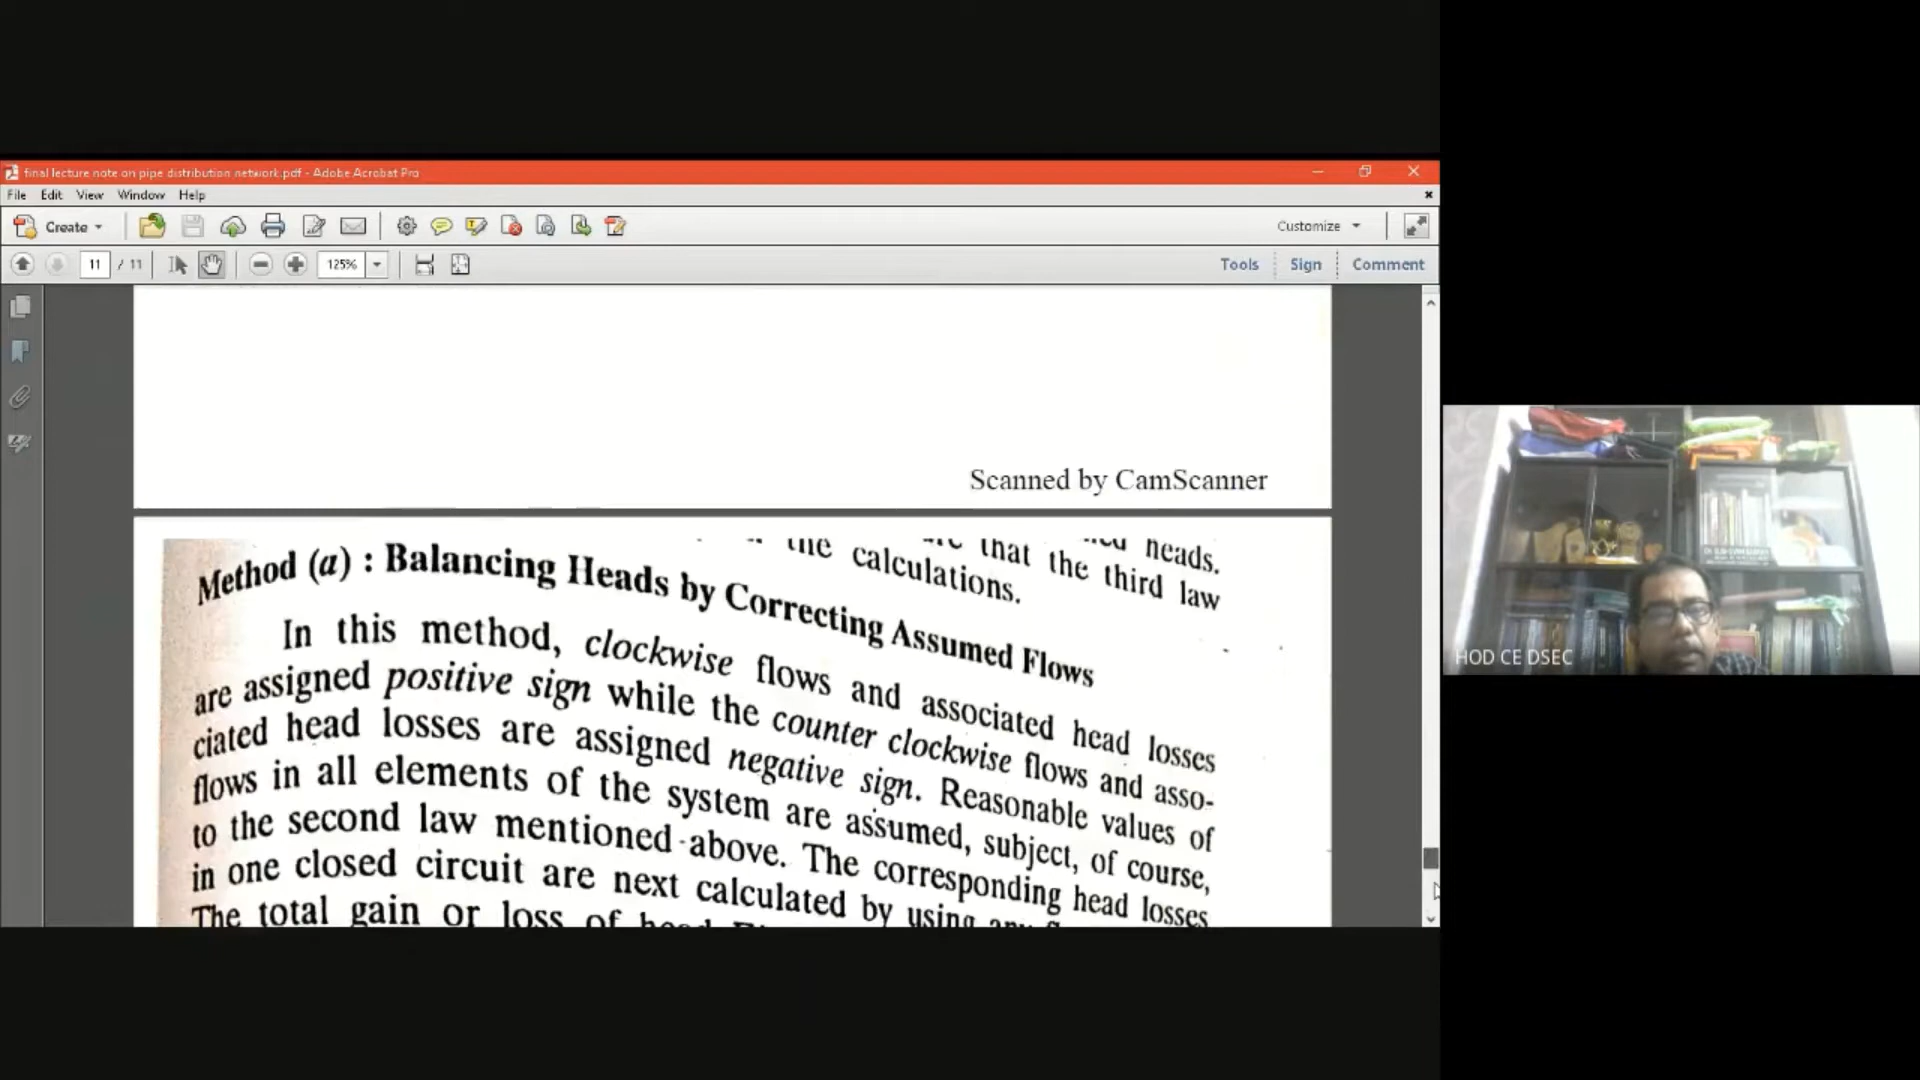 final lecture note on pipe distribution network.pdf - Adobe Acrobat Pro
File Edit View Window Help
Create
Customize
11 / 11
125%
Tools Sign Comment
Scanned by CamScanner
heads.
the calculations.
that the third law
Method (a) : Balancing Heads by Correcting Assumed Flows
In this method, clockwise flows and associated head losses
are assigned positive sign while the counter clockwise flows and asso-
ciated head losses are assigned negative sign. Reasonable values of
flows in all elements of the system are assumed, subject, of course,
to the second law mentioned above. The corresponding head losses
in one closed circuit are next calculated by using any
The total gain or loss of head
HOD CE DSEC